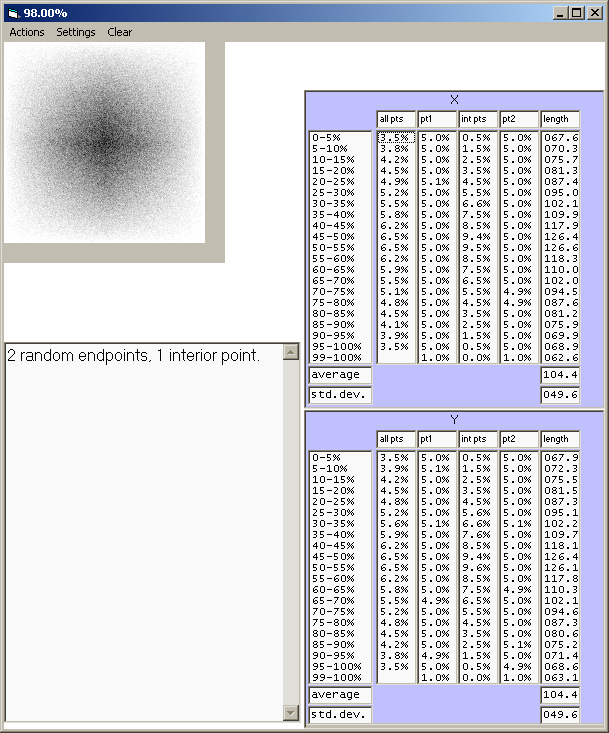 98.00%
Actions Settings Clear
X
all pts pt1 int pts pt2 length
0-5% 3.5% 5.0% 0.5% 5.0% 067.6
5-10% 3.8% 5.0% 1.5% 5.0% 070.3
10-15% 4.2% 5.0% 2.5% 5.0% 075.7
15-20% 4.5% 5.0% 3.5% 5.0% 081.3
20-25% 4.9% 5.1% 4.5% 5.0% 087.4
25-30% 5.2% 5.0% 5.5% 5.0% 095.0
30-35% 5.5% 5.0% 6.6% 5.0% 102.1
35-40% 5.8% 5.0% 7.5% 5.0% 109.9
40-45% 6.2% 5.0% 8.5% 5.0% 117.9
45-50% 6.5% 5.0% 9.4% 5.0% 126.4
50-55% 6.5% 5.0% 9.5% 5.0% 126.6
55-60% 6.2% 5.0% 8.5% 5.0% 118.3
60-65% 5.9% 5.0% 7.5% 5.0% 110.0
65-70% 5.5% 5.0% 6.5% 5.0% 102.0
70-75% 5.1% 5.0% 5.5% 4.9% 094.5
75-80% 4.8% 5.0% 4.5% 4.9% 087.6
80-85% 4.5% 5.0% 3.5% 5.0% 081.2
85-90% 4.1% 5.0% 2.5% 5.0% 075.9
90-95% 3.9% 5.0% 1.5% 5.0% 069.9
95-100% 3.5% 5.0% 0.5% 5.0% 068.9
99-100% 1.0% 0.0% 1.0% 062.6
average 104.4
std.dev. 049.6
2 random endpoints, 1 interior point.
Y
all pts pt1 int pts pt2 length
0-5% 3.5% 5.0% 0.5% 5.0% 067.9
5-10% 3.9% 5.1% 1.5% 5.0% 072.3
10-15% 4.2% 5.0% 2.5% 5.0% 075.5
15-20% 4.5% 5.0% 3.5% 5.0% 081.5
20-25% 4.8% 5.0% 4.5% 5.0% 087.3
25-30% 5.2% 5.0% 5.6% 5.0% 095.1
30-35% 5.6% 5.1% 6.6% 5.1% 102.2
35-40% 5.9% 5.0% 7.6% 5.0% 109.7
40-45% 6.2% 5.0% 8.5% 5.0% 118.1
45-50% 6.5% 5.0% 9.4% 5.0% 126.4
50-55% 6.5% 5.0% 9.6% 5.0% 126.1
55-60% 6.2% 5.0% 8.5% 5.0% 117.8
60-65% 5.8% 5.0% 7.5% 4.9% 110.3
65-70% 5.5% 4.9% 6.5% 5.0% 102.1
70-75% 5.2% 5.0% 5.5% 5.0% 094.6
75-80% 4.8% 5.0% 4.5% 5.0% 087.3
80-85% 4.5% 5.0% 3.5% 5.0% 080.6
85-90% 4.2% 5.0% 2.5% 5.1% 075.2
90-95% 3.8% 4.9% 1.5% 5.0% 071.4
95-100% 3.5% 5.0% 0.5% 4.9% 068.6
99-100% 1.0% 0.0% 1.0% 063.1
average 104.4
std.dev. 049.6